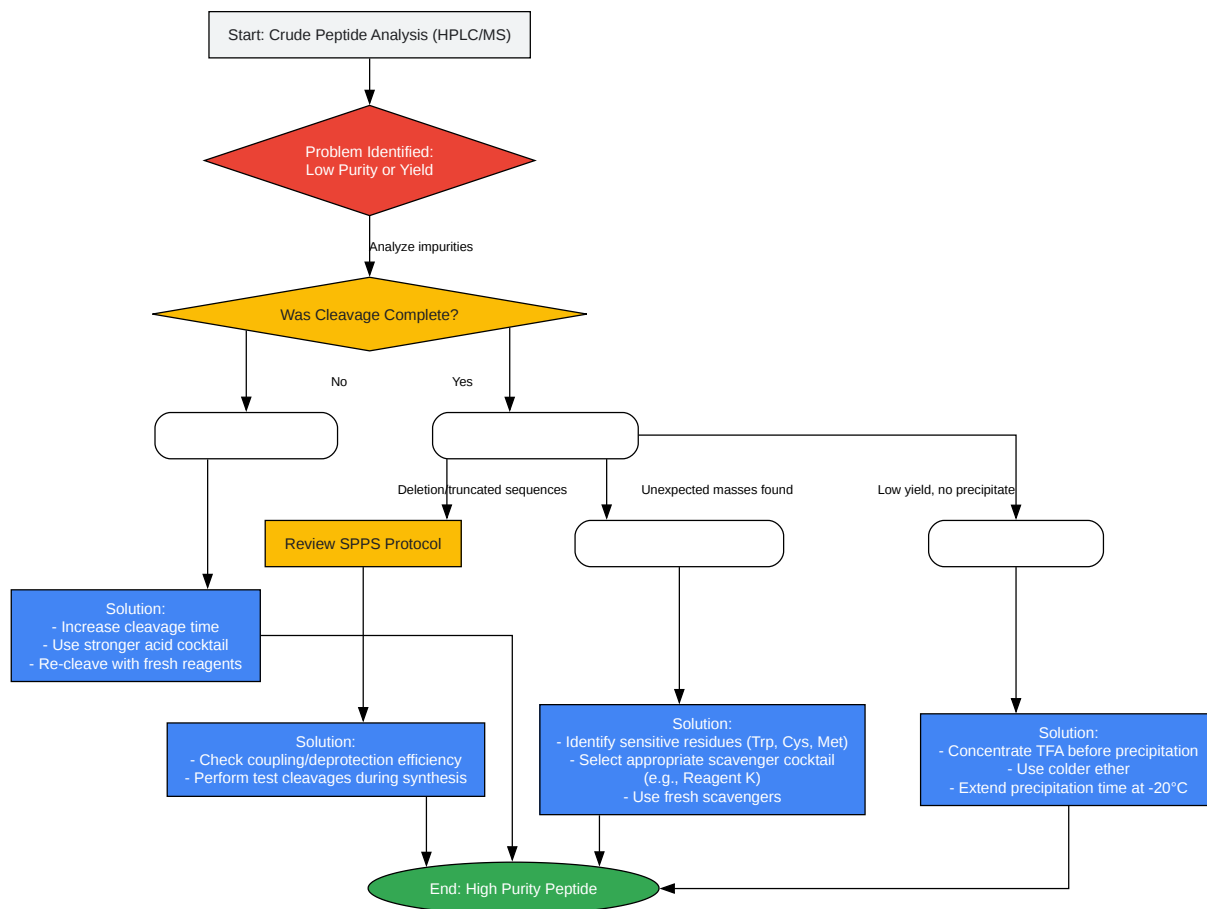 Start: Crude Peptide Analysis (HPLC/MS)
Problem Identified:
Low Purity or Yield
Analyze impurities
Was Cleavage Complete?
No
Yes
Deletion/truncated sequences
Unexpected masses found
Low yield, no precipitate
Review SPPS Protocol
Solution:
- Increase cleavage time
- Use stronger acid cocktail
- Re-cleave with fresh reagents
Solution:
- Check coupling/deprotection efficiency
- Perform test cleavages during synthesis
Solution:
- Identify sensitive residues (Trp, Cys, Met)
- Select appropriate scavenger cocktail
(e.g., Reagent K)
- Use fresh scavengers
Solution:
- Concentrate TFA before precipitation
- Use colder ether
- Extend precipitation time at -20°C
End: High Purity Peptide